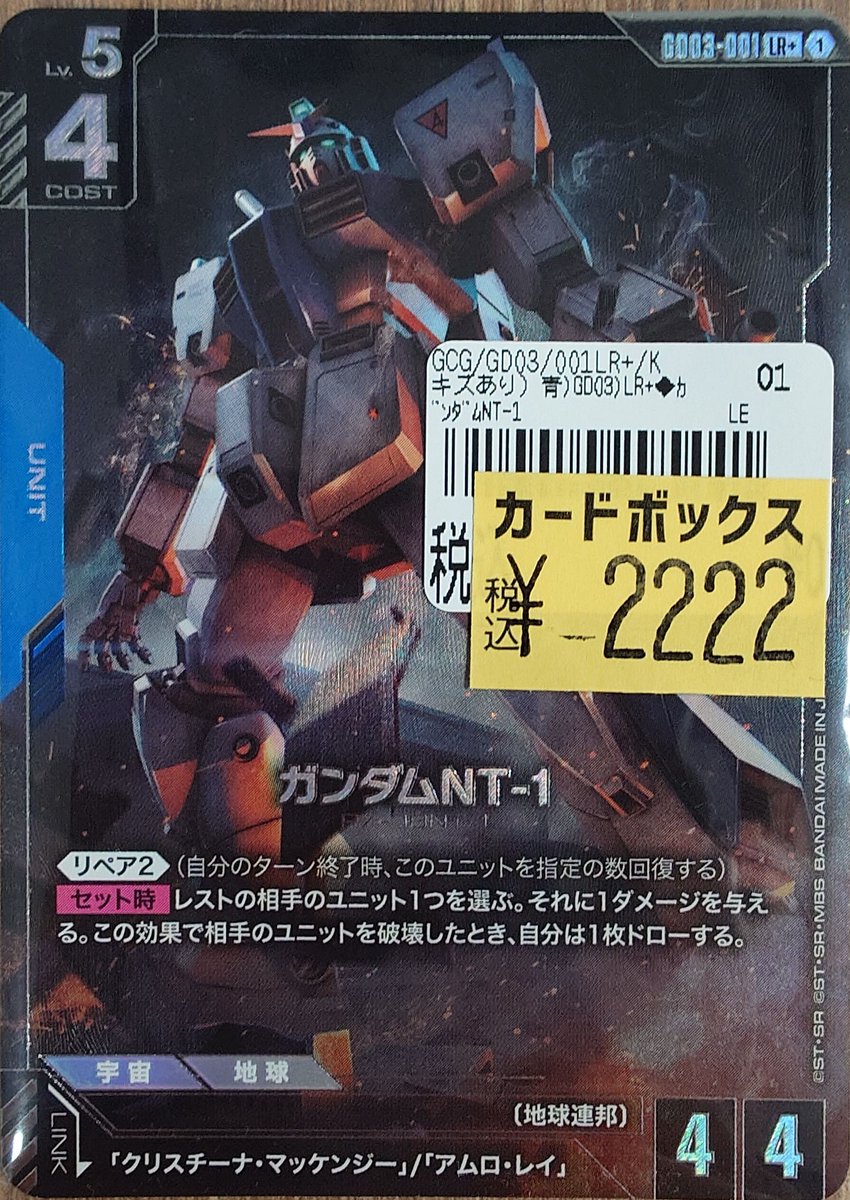 Lv. 5
GD03-001 LR+ 1
4
COST
UNIT
GCG/GD03/001LR+/K
キズあり) 青)GD03)LR+◆ガ
ンダムNT-1
01
LE
税
カードボックス
税込
¥ 2222
ガンダムNT-1
リペア2 (自分のターン終了時、このユニットを指定の数回復する)
セット時 レストの相手のユニット1つを選ぶ。それに1ダメージを与え
る。この効果で相手のユニットを破壊したとき、自分は1枚ドローする。
宇宙 地球
〔地球連邦〕
LINK
「クリスチーナ・マッケンジー」/「アムロ・レイ」
4 4
©ST・SR ©ST・SR・MBS BANDAI MADE IN J